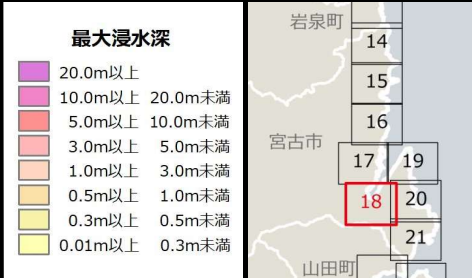 最大浸水深
20.0m以上
10.0m以上 20.0m未満
5.0m以上 10.0m未満
3.0m以上 5.0m未満
1.0m以上 3.0m未満
0.5m以上 1.0m未満
0.3m以上 0.5m未満
0.01m以上 0.3m未満
岩泉町
14
15
16
宮古市
17
19
18
20
21
山田町